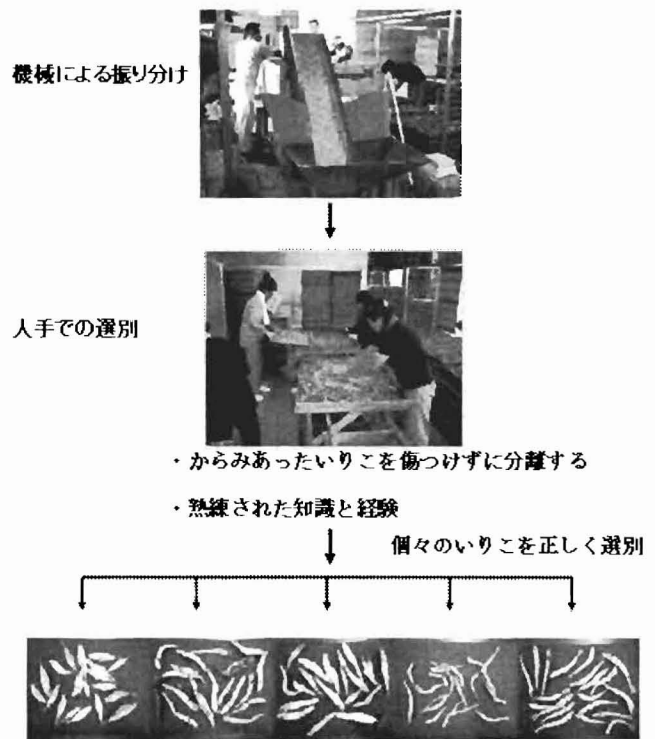 機械による振り分け
人手での選別
・からみあったいりこを傷つけずに分離する
・熟練された知識と経験
個々のいりこを正しく選別